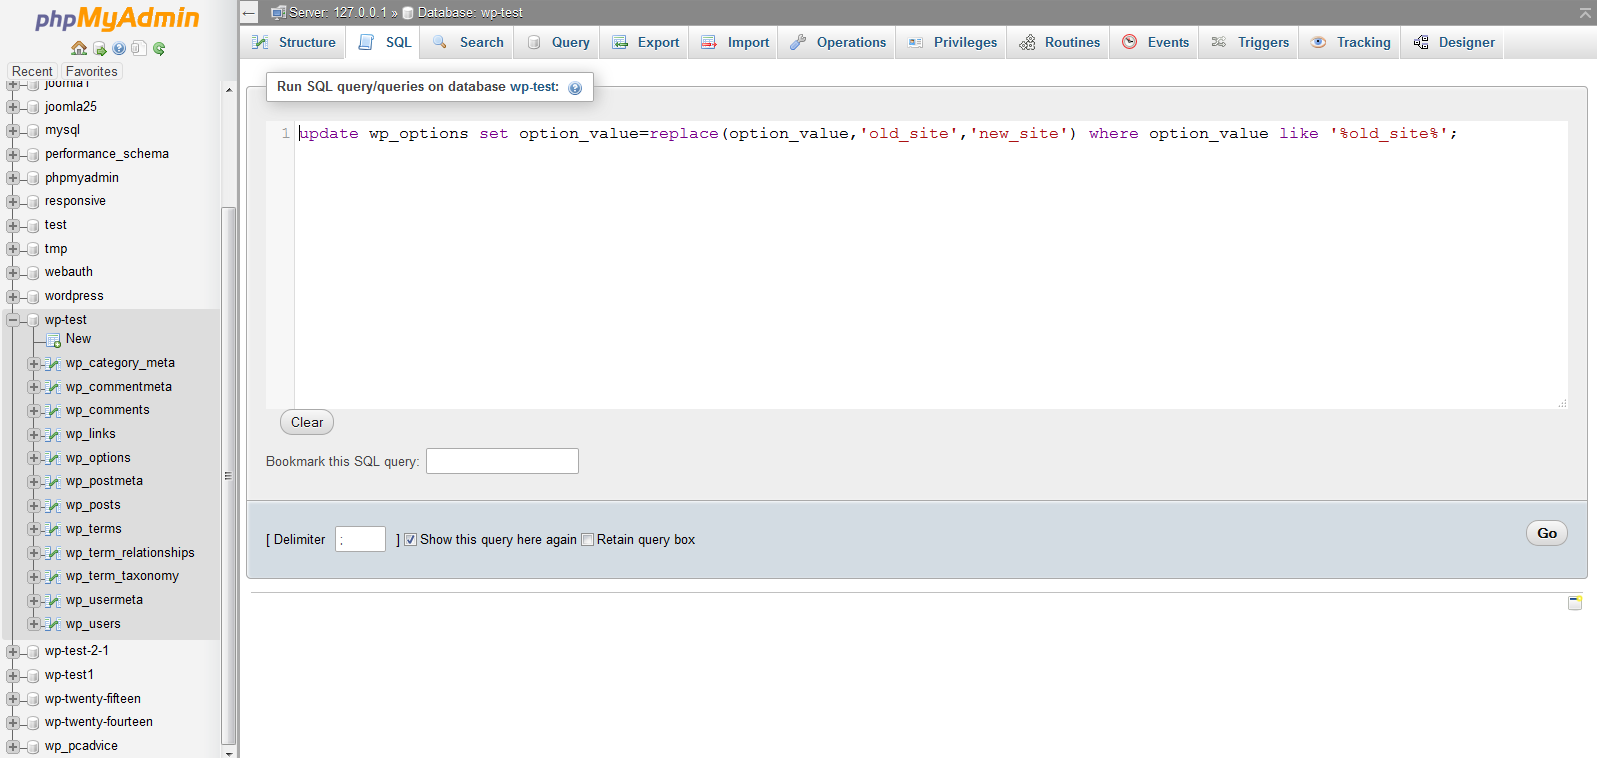 phpMyAdmin
Recent Favorites
joomla1
joomla25
mysql
performance_schema
phpmyadmin
responsive
test
tmp
webauth
wordpress
wp-test
New
wp_category_meta
wp_commentmeta
wp_comments
wp_links
wp_options
wp_postmeta
wp_posts
wp_terms
wp_term_relationships
wp_term_taxonomy
wp_usermeta
wp_users
wp-test-2-1
wp-test1
wp-twenty-fifteen
wp-twenty-fourteen
wp_pcadvice
Server: 127.0.0.1 » Database: wp-test
Structure SQL Search Query Export Import Operations Privileges Routines Events Triggers Tracking Designer
Run SQL query/queries on database wp-test:
1 update wp_options set option_value=replace(option_value,'old_site','new_site') where option_value like '%old_site%';
Clear
Bookmark this SQL query:
[ Delimiter ; ] Show this query here again Retain query box
Go